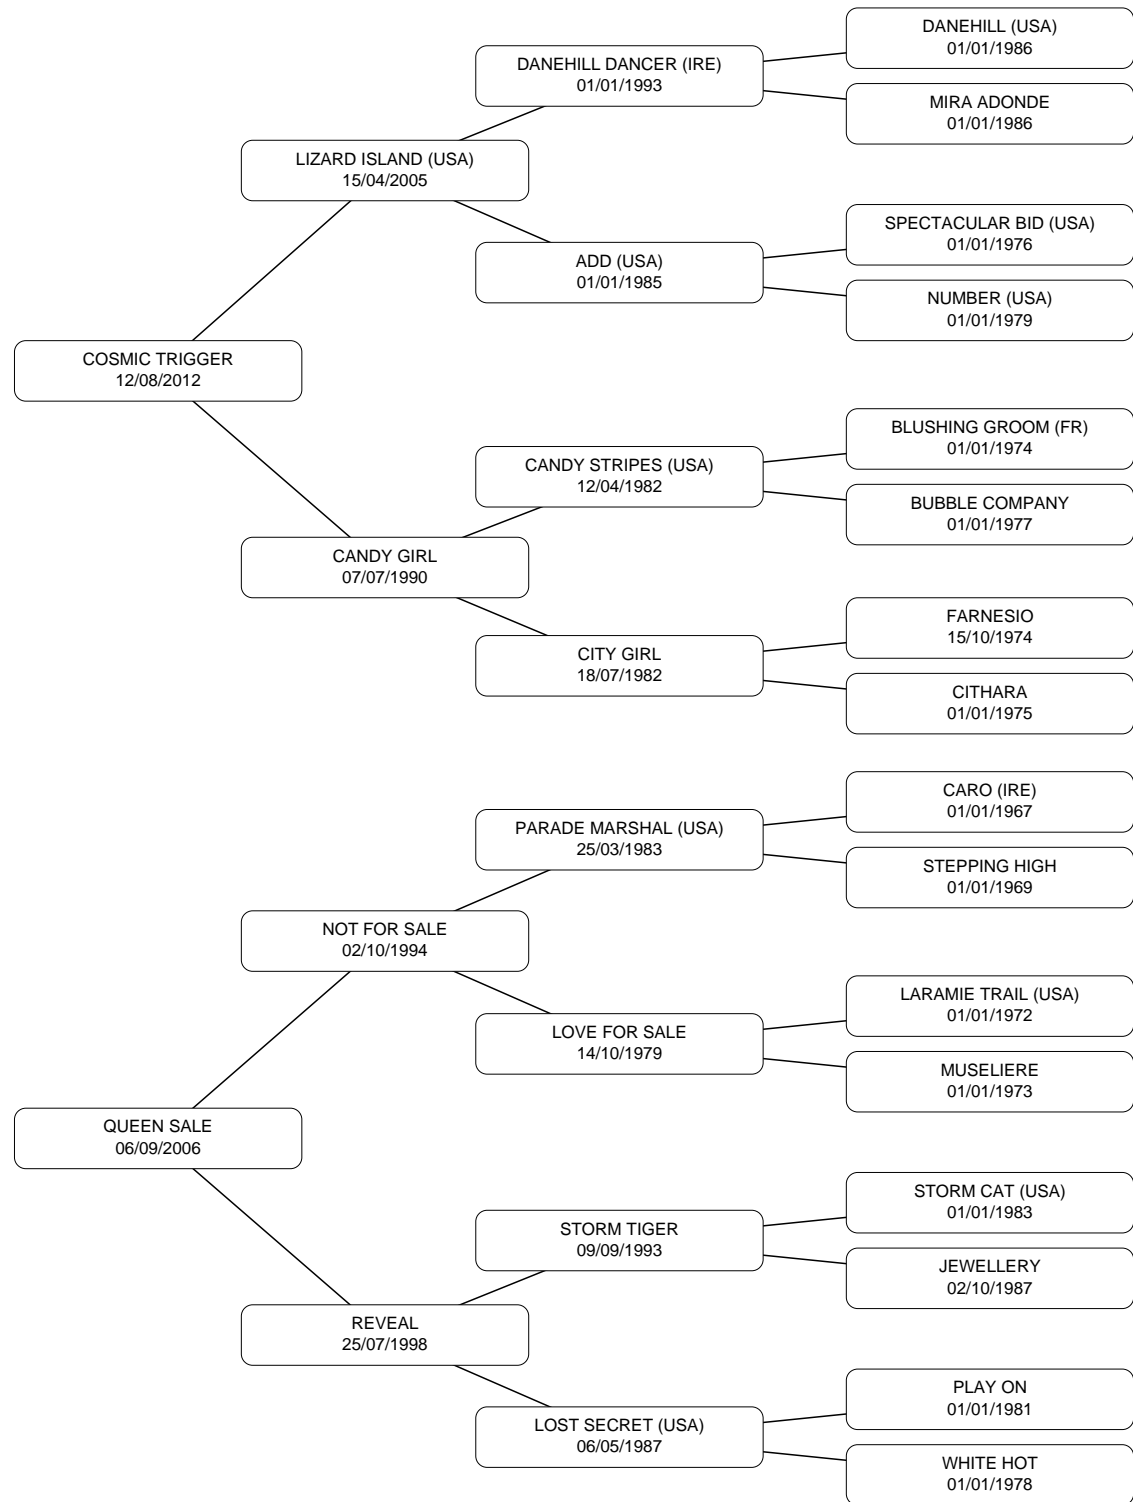 DANEHILL (USA)
01/01/1986
DANEHILL DANCER (IRE)
01/01/1993
MIRA ADONDE
01/01/1986
LIZARD ISLAND (USA)
15/04/2005
SPECTACULAR BID (USA)
01/01/1976
ADD (USA)
01/01/1985
NUMBER (USA)
01/01/1979
COSMIC TRIGGER
12/08/2012
BLUSHING GROOM (FR)
01/01/1974
CANDY STRIPES (USA)
12/04/1982
BUBBLE COMPANY
01/01/1977
CANDY GIRL
07/07/1990
FARNESIO
15/10/1974
CITY GIRL
18/07/1982
CITHARA
01/01/1975
CARO (IRE)
01/01/1967
PARADE MARSHAL (USA)
25/03/1983
STEPPING HIGH
01/01/1969
NOT FOR SALE
02/10/1994
LARAMIE TRAIL (USA)
01/01/1972
LOVE FOR SALE
14/10/1979
MUSELIERE
01/01/1973
QUEEN SALE
06/09/2006
STORM CAT (USA)
01/01/1983
STORM TIGER
09/09/1993
JEWELLERY
02/10/1987
REVEAL
25/07/1998
PLAY ON
01/01/1981
LOST SECRET (USA)
06/05/1987
WHITE HOT
01/01/1978